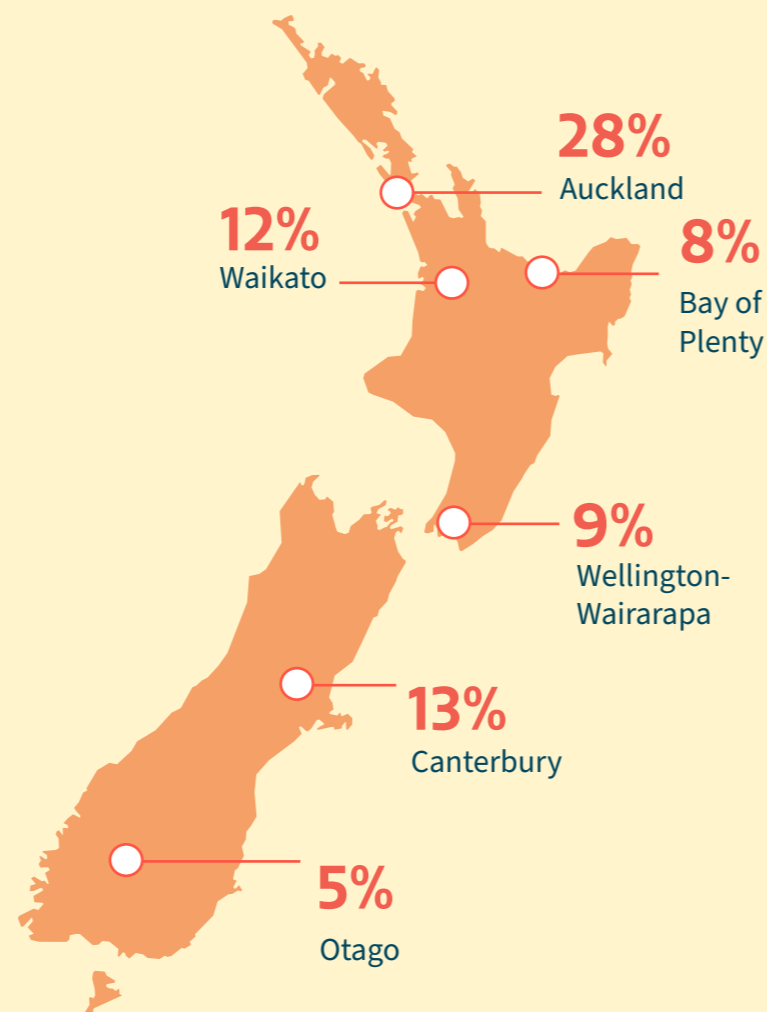 28%
Auckland
12%
Waikato
8%
Bay of
Plenty
9%
Wellington-
Wairarapa
13%
Canterbury
5%
Otago